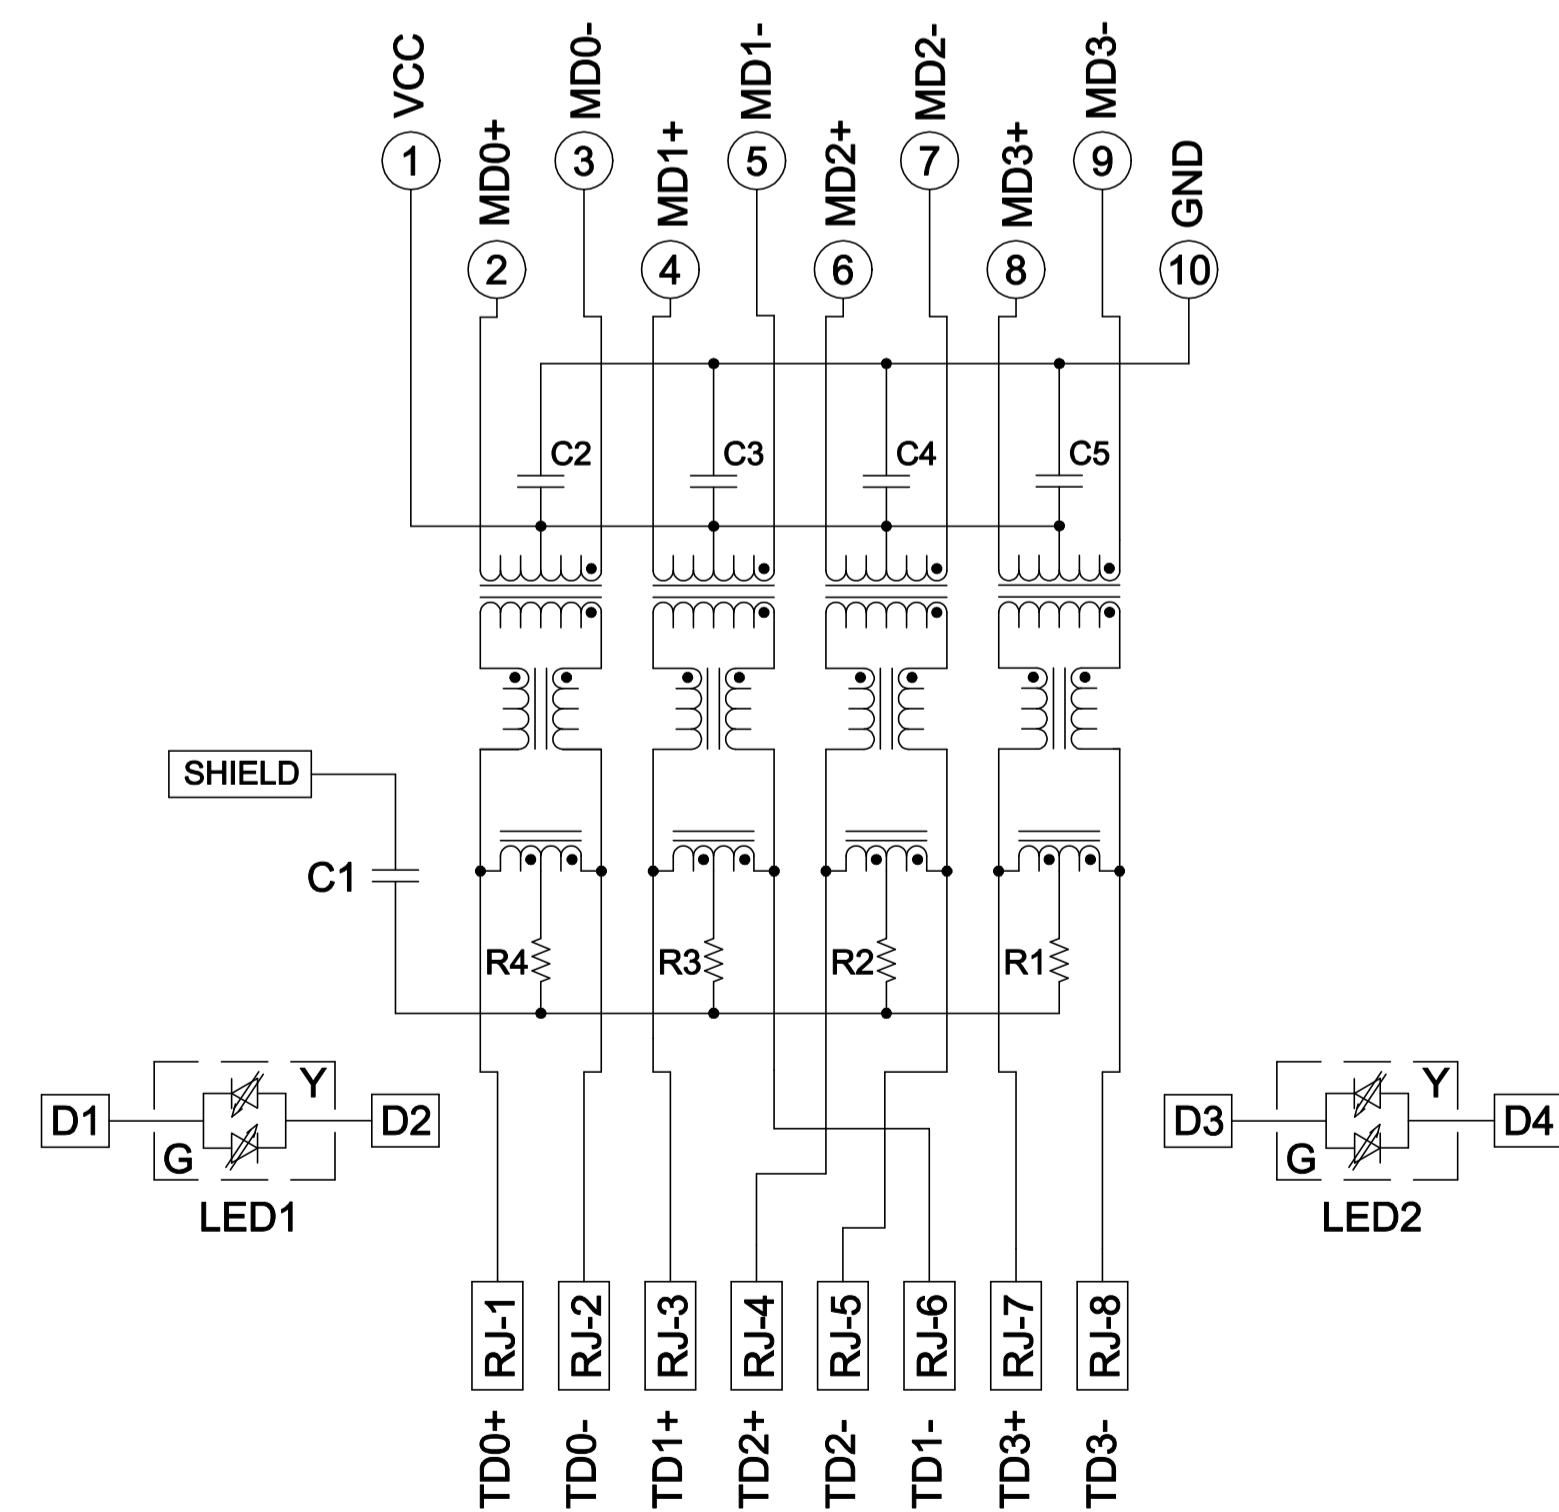 VCC
MD0-
MD1-
MD2-
MD3-
MD0+
MD1+
MD2+
MD3+
GND
1
3
5
7
9
2
4
6
8
10
C2
C3
C4
C5
SHIELD
C1
R4
R3
R2
R1
D1
Y
G
D2
LED1
D3
Y
G
D4
LED2
RJ-1
RJ-2
RJ-3
RJ-4
RJ-5
RJ-6
RJ-7
RJ-8
TD0+
TD0-
TD1+
TD2+
TD2-
TD1-
TD3+
TD3-